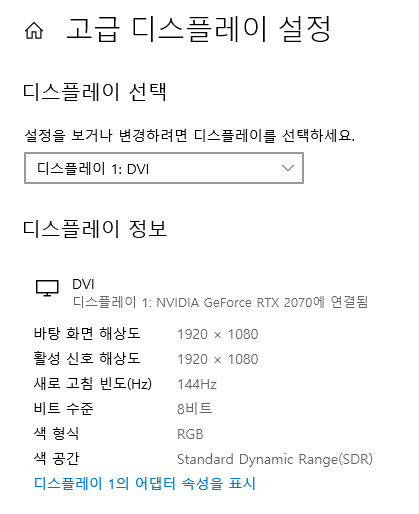 고급 디스플레이 설정
디스플레이 선택
설정을 보거나 변경하려면 디스플레이를 선택하세요.
디스플레이 1: DVI
디스플레이 정보
DVI
디스플레이 1: NVIDIA GeForce RTX 2070에 연결됨
바탕 화면 해상도 1920 × 1080
활성 신호 해상도 1920 × 1080
새로 고침 빈도(Hz) 144Hz
비트 수준 8비트
색 형식 RGB
색 공간 Standard Dynamic Range(SDR)
디스플레이 1의 어댑터 속성을 표시